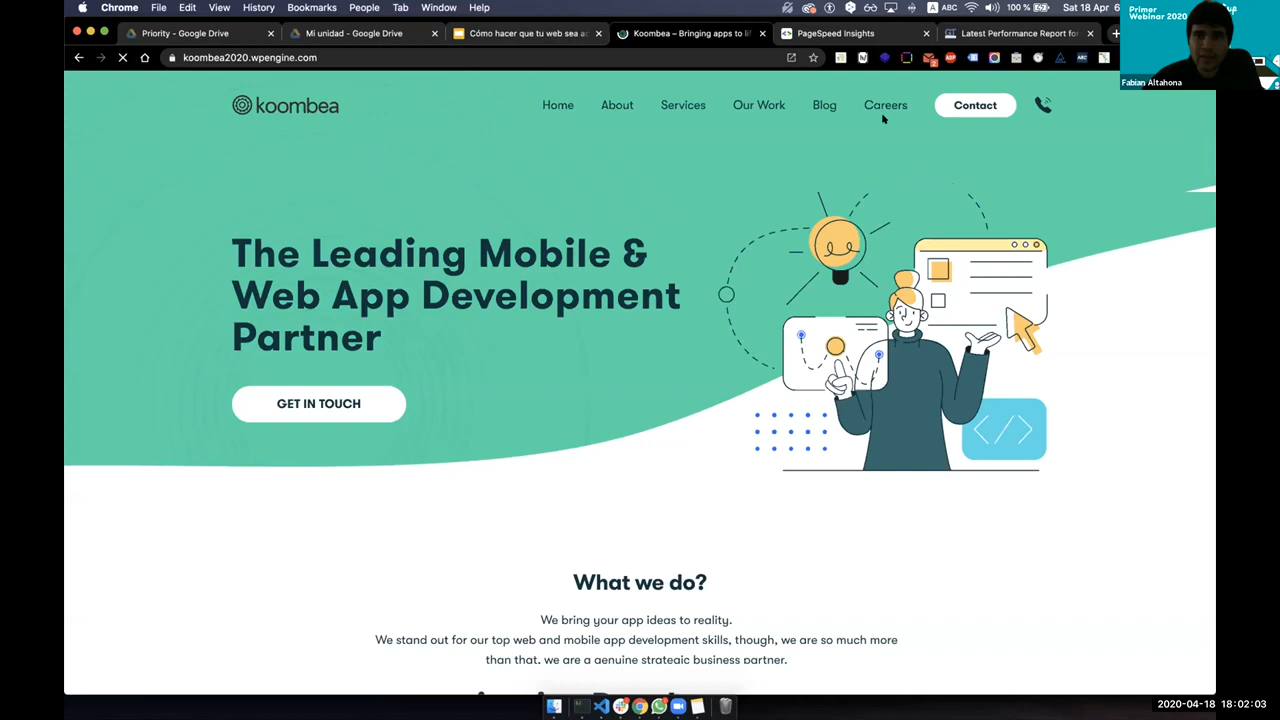 Chrome File Edit View History Bookmarks People Tab Window Help
ABC 100 % Sat 18 Apr 6
Priority - Google Drive
Mi unidad - Google Drive
Cómo hacer que tu web sea ac
Koombea – Bringing apps to lif
PageSpeed Insights
Latest Performance Report for
koombea2020.wpengine.com
Primer
Webinar 2020
Fabian Altahona
koombea
Home
About
Services
Our Work
Blog
Careers
Contact
The Leading Mobile &
Web App Development
Partner
GET IN TOUCH
</>
What we do?
We bring your app ideas to reality.
We stand out for our top web and mobile app development skills, though, we are so much more
than that, we are a genuine strategic business partner.
2020-04-18 18:02:03